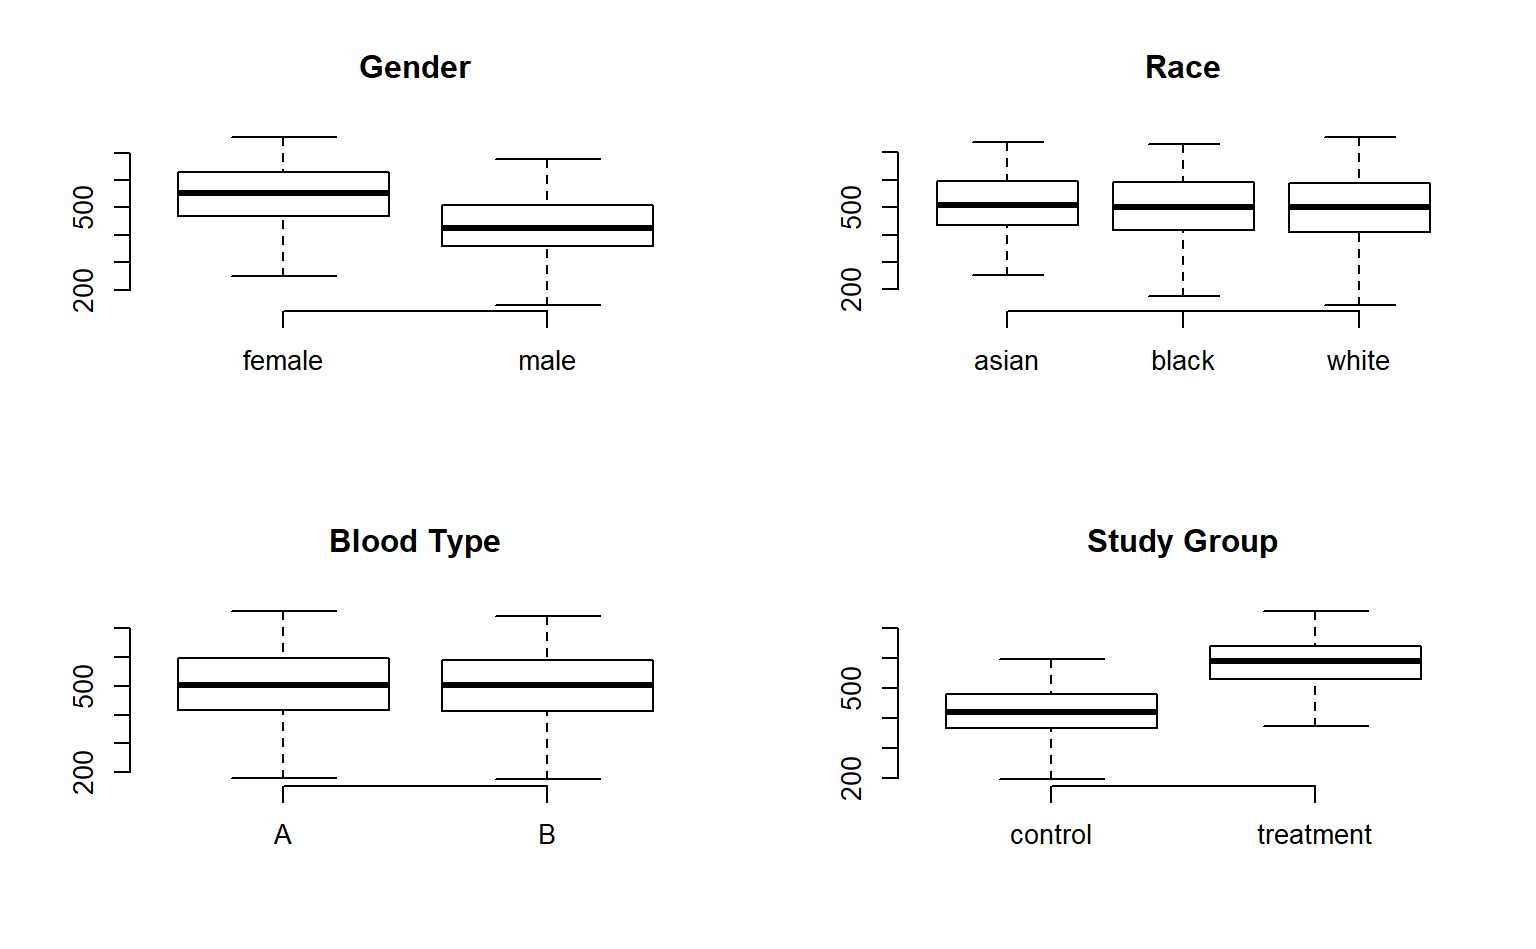 Gender
500
200
female male
Race
500
200
asian black white
Blood Type
500
200
A B
Study Group
500
200
control treatment